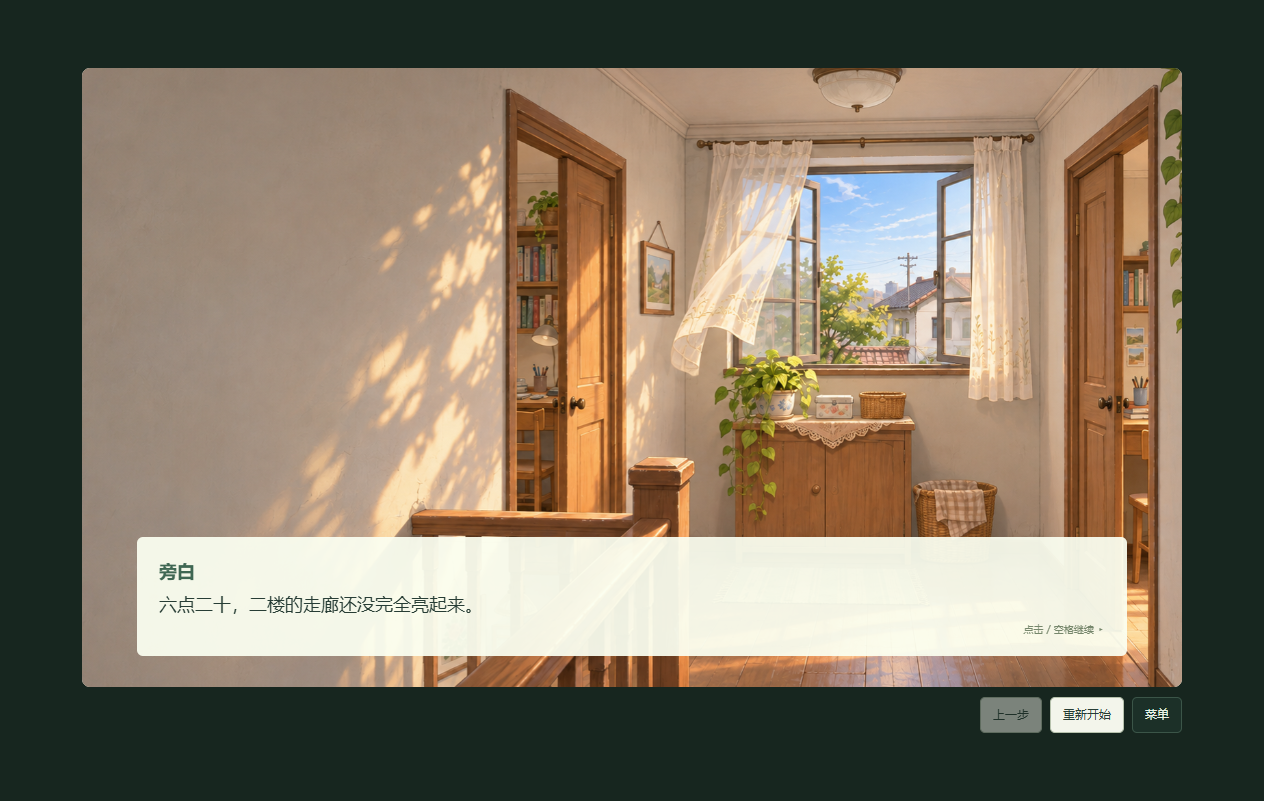 旁白
六点二十，二楼的走廊还没完全亮起来。
点击 / 空格继续 ▸
上一步
重新开始
菜单